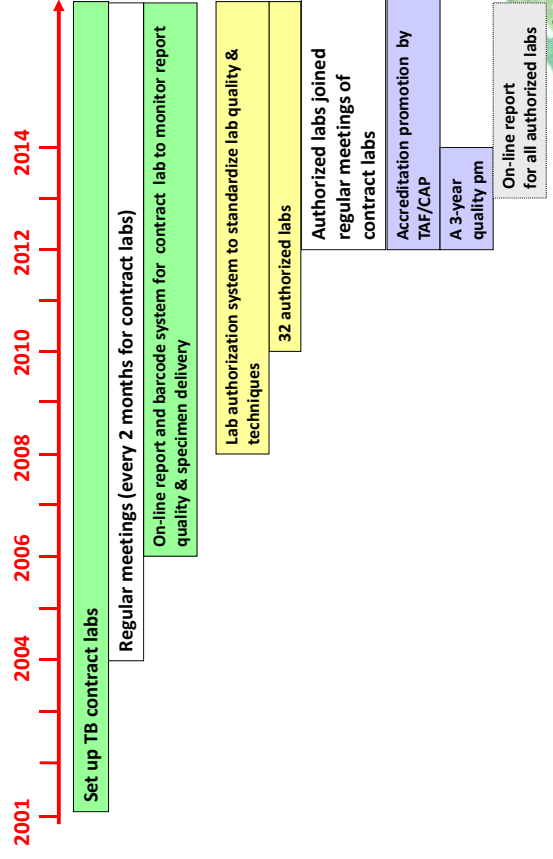 2001
2004
2006
2008
2010
2012
2014
Set up TB contract labs
Regular meetings (every 2 months for contract labs)
On-line report and barcode system for contract lab to monitor report
quality & specimen delivery
Lab authorization system to standardize lab quality &
techniques
32 authorized labs
Authorized labs joined
regular meetings of
contract labs
Accreditation promotion by
TAF/CAP
A 3-year
quality pm
On-line report
for all authorized labs